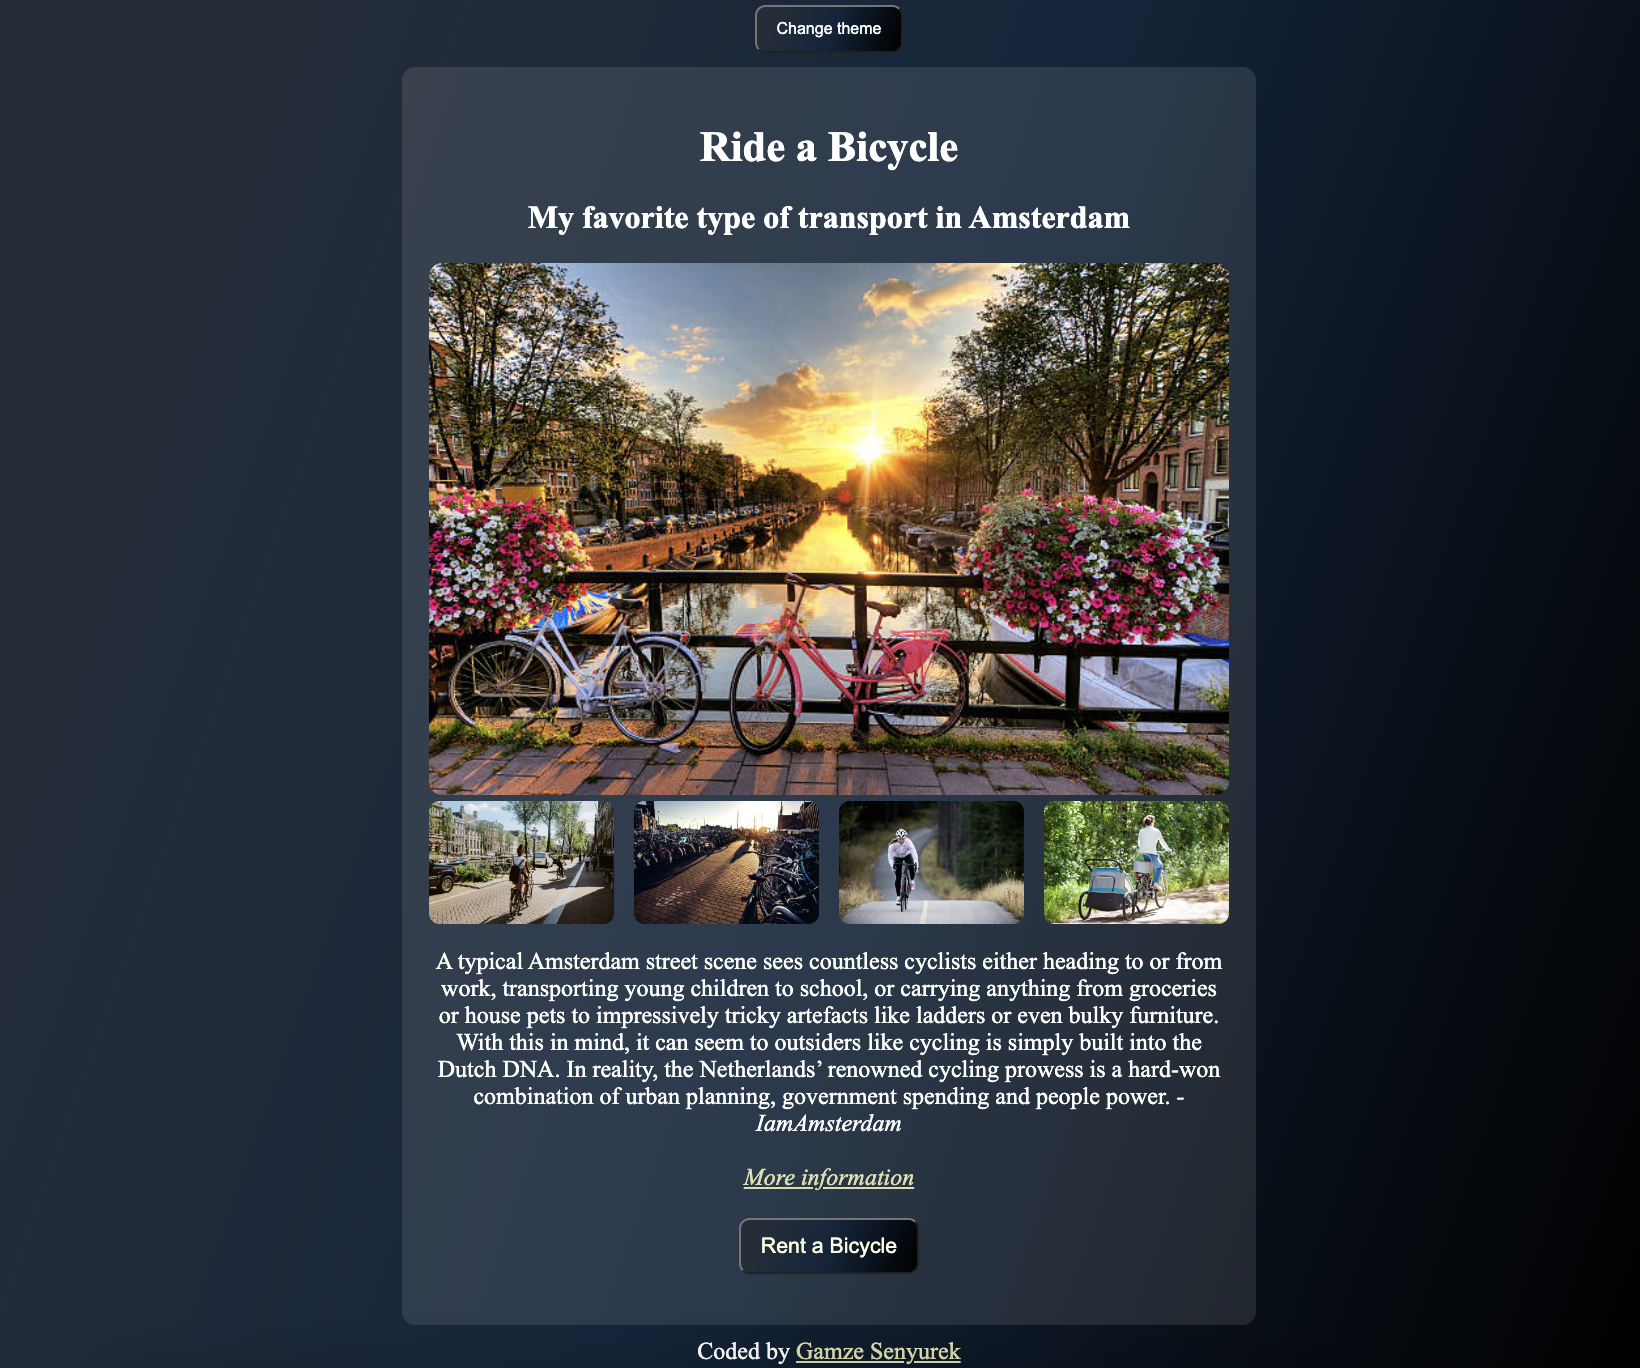 Change theme
Ride a Bicycle
My favorite type of transport in Amsterdam
A typical Amsterdam street scene sees countless cyclists either heading to or from
work, transporting young children to school, or carrying anything from groceries
or house pets to impressively tricky artefacts like ladders or even bulky furniture.
With this in mind, it can seem to outsiders like cycling is simply built into the
Dutch DNA. In reality, the Netherlands’ renowned cycling prowess is a hard-won
combination of urban planning, government spending and people power. -
IamAmsterdam
More information
Rent a Bicycle
Coded by Gamze Senyurek